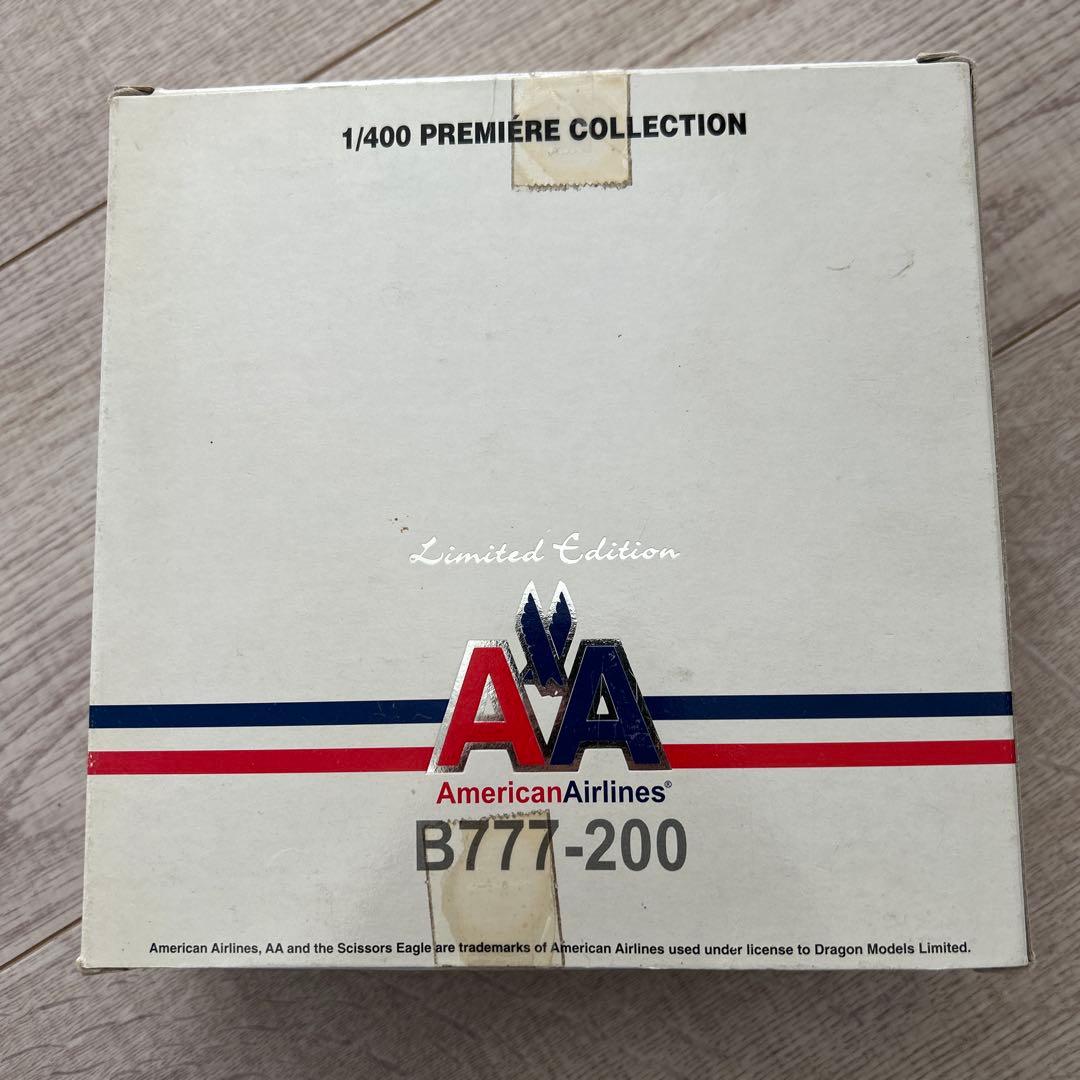 1/400 PREMIÉRE COLLECTION
Limited Edition
AA
AmericanAirlines®
B777-200
American Airlines, AA and the Scissors Eagle are trademarks of American Airlines used under license to Dragon Models Limited.